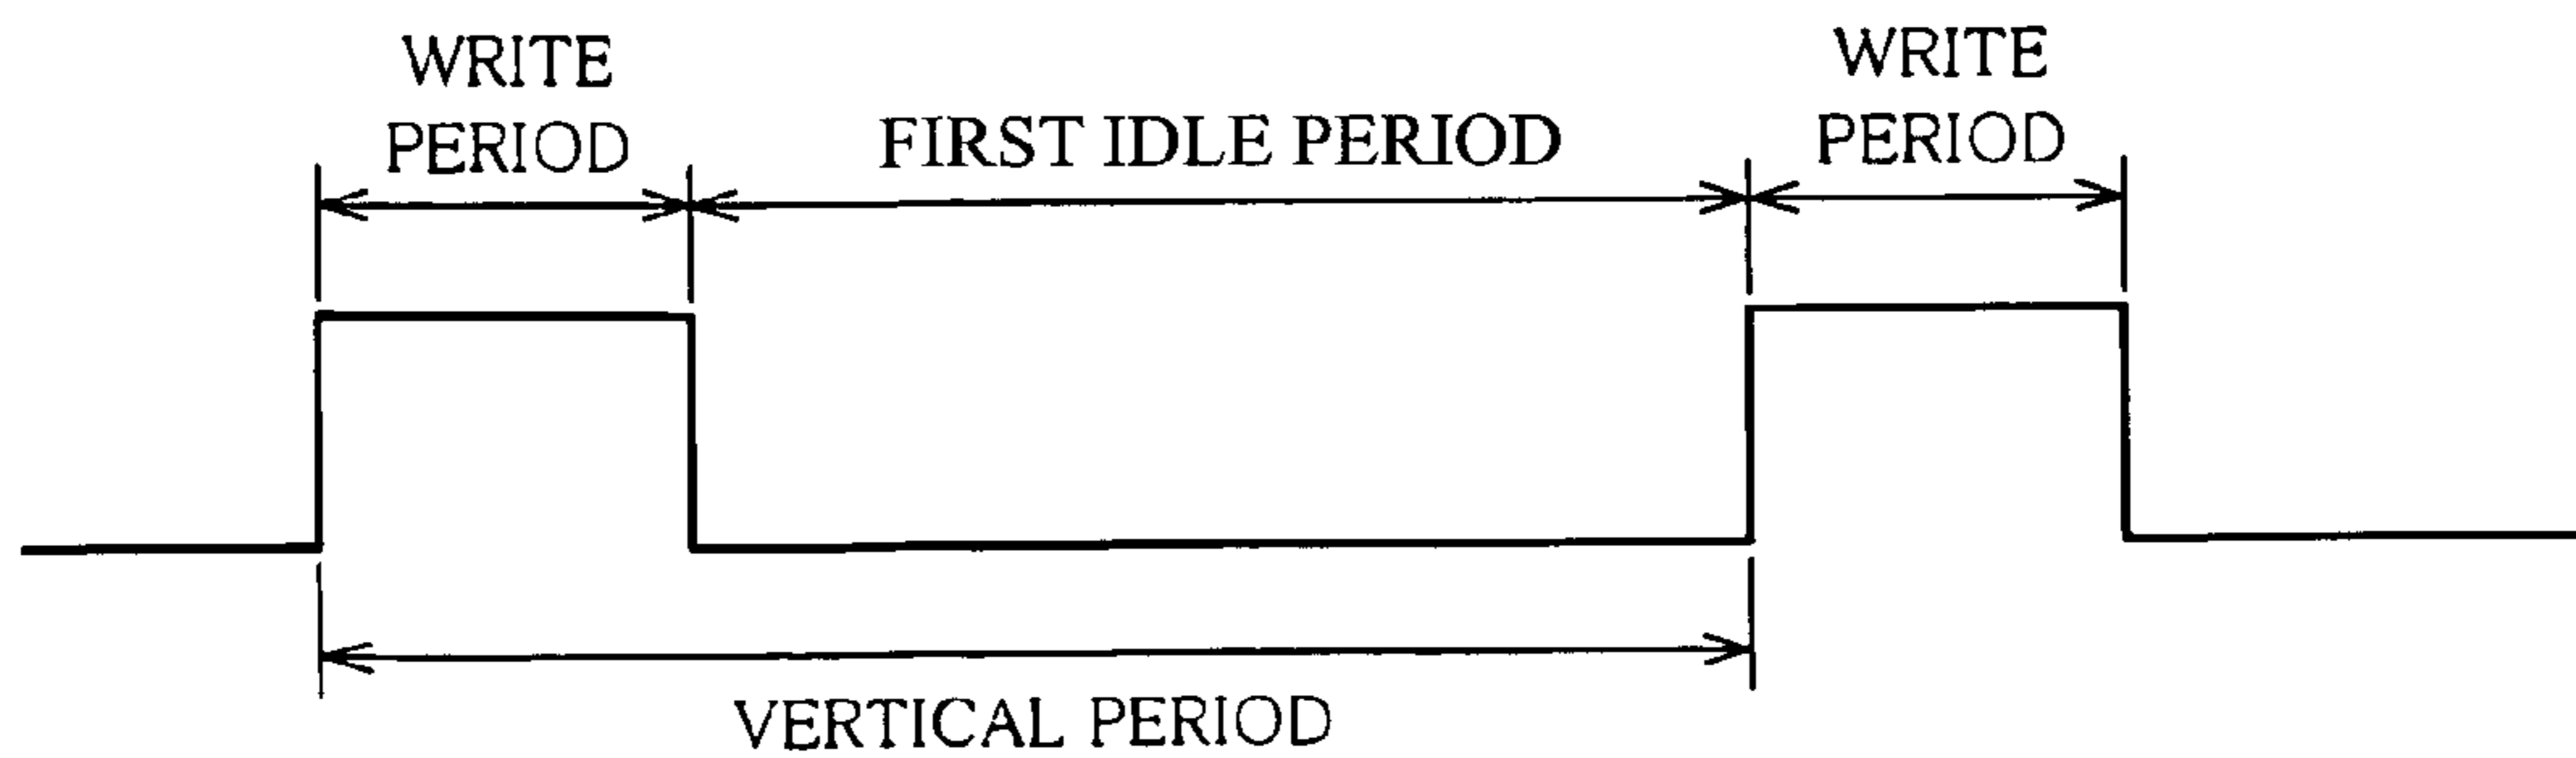 WRITE
PERIOD
FIRST IDLE PERIOD
WRITE
PERIOD
VERTICAL PERIOD